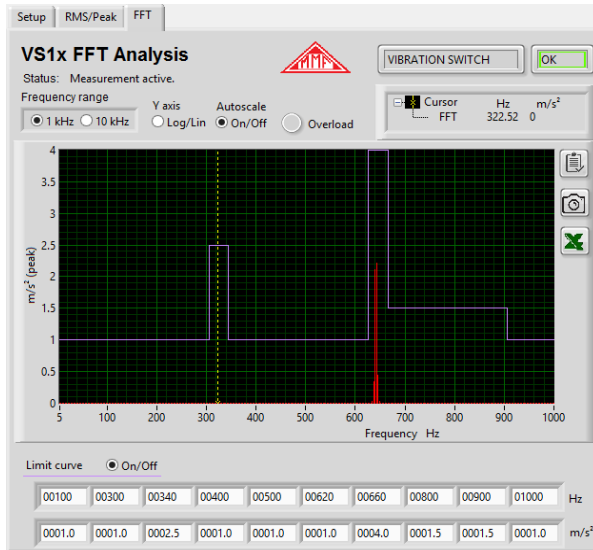 Setup RMS/Peak FFT
VS1x FFT Analysis
MMF
VIBRATION SWITCH OK
Status: Measurement active.
Frequency range
Y axis Autoscale
1 kHz 10 kHz Log/Lin On/Off Overload
Cursor Hz m/s²
FFT 322.52 0
4
3.5
3
2.5
2
1.5
1
0.5
0
m/s² (peak)
5 100 200 300 400 500 600 700 800 900 1000
Frequency Hz
Limit curve On/Off
00100 00300 00340 00400 00500 00620 00660 00800 00900 01000 Hz
0001.0 0001.0 0002.5 0001.0 0001.0 0001.0 0004.0 0001.5 0001.5 0001.0 m/s²